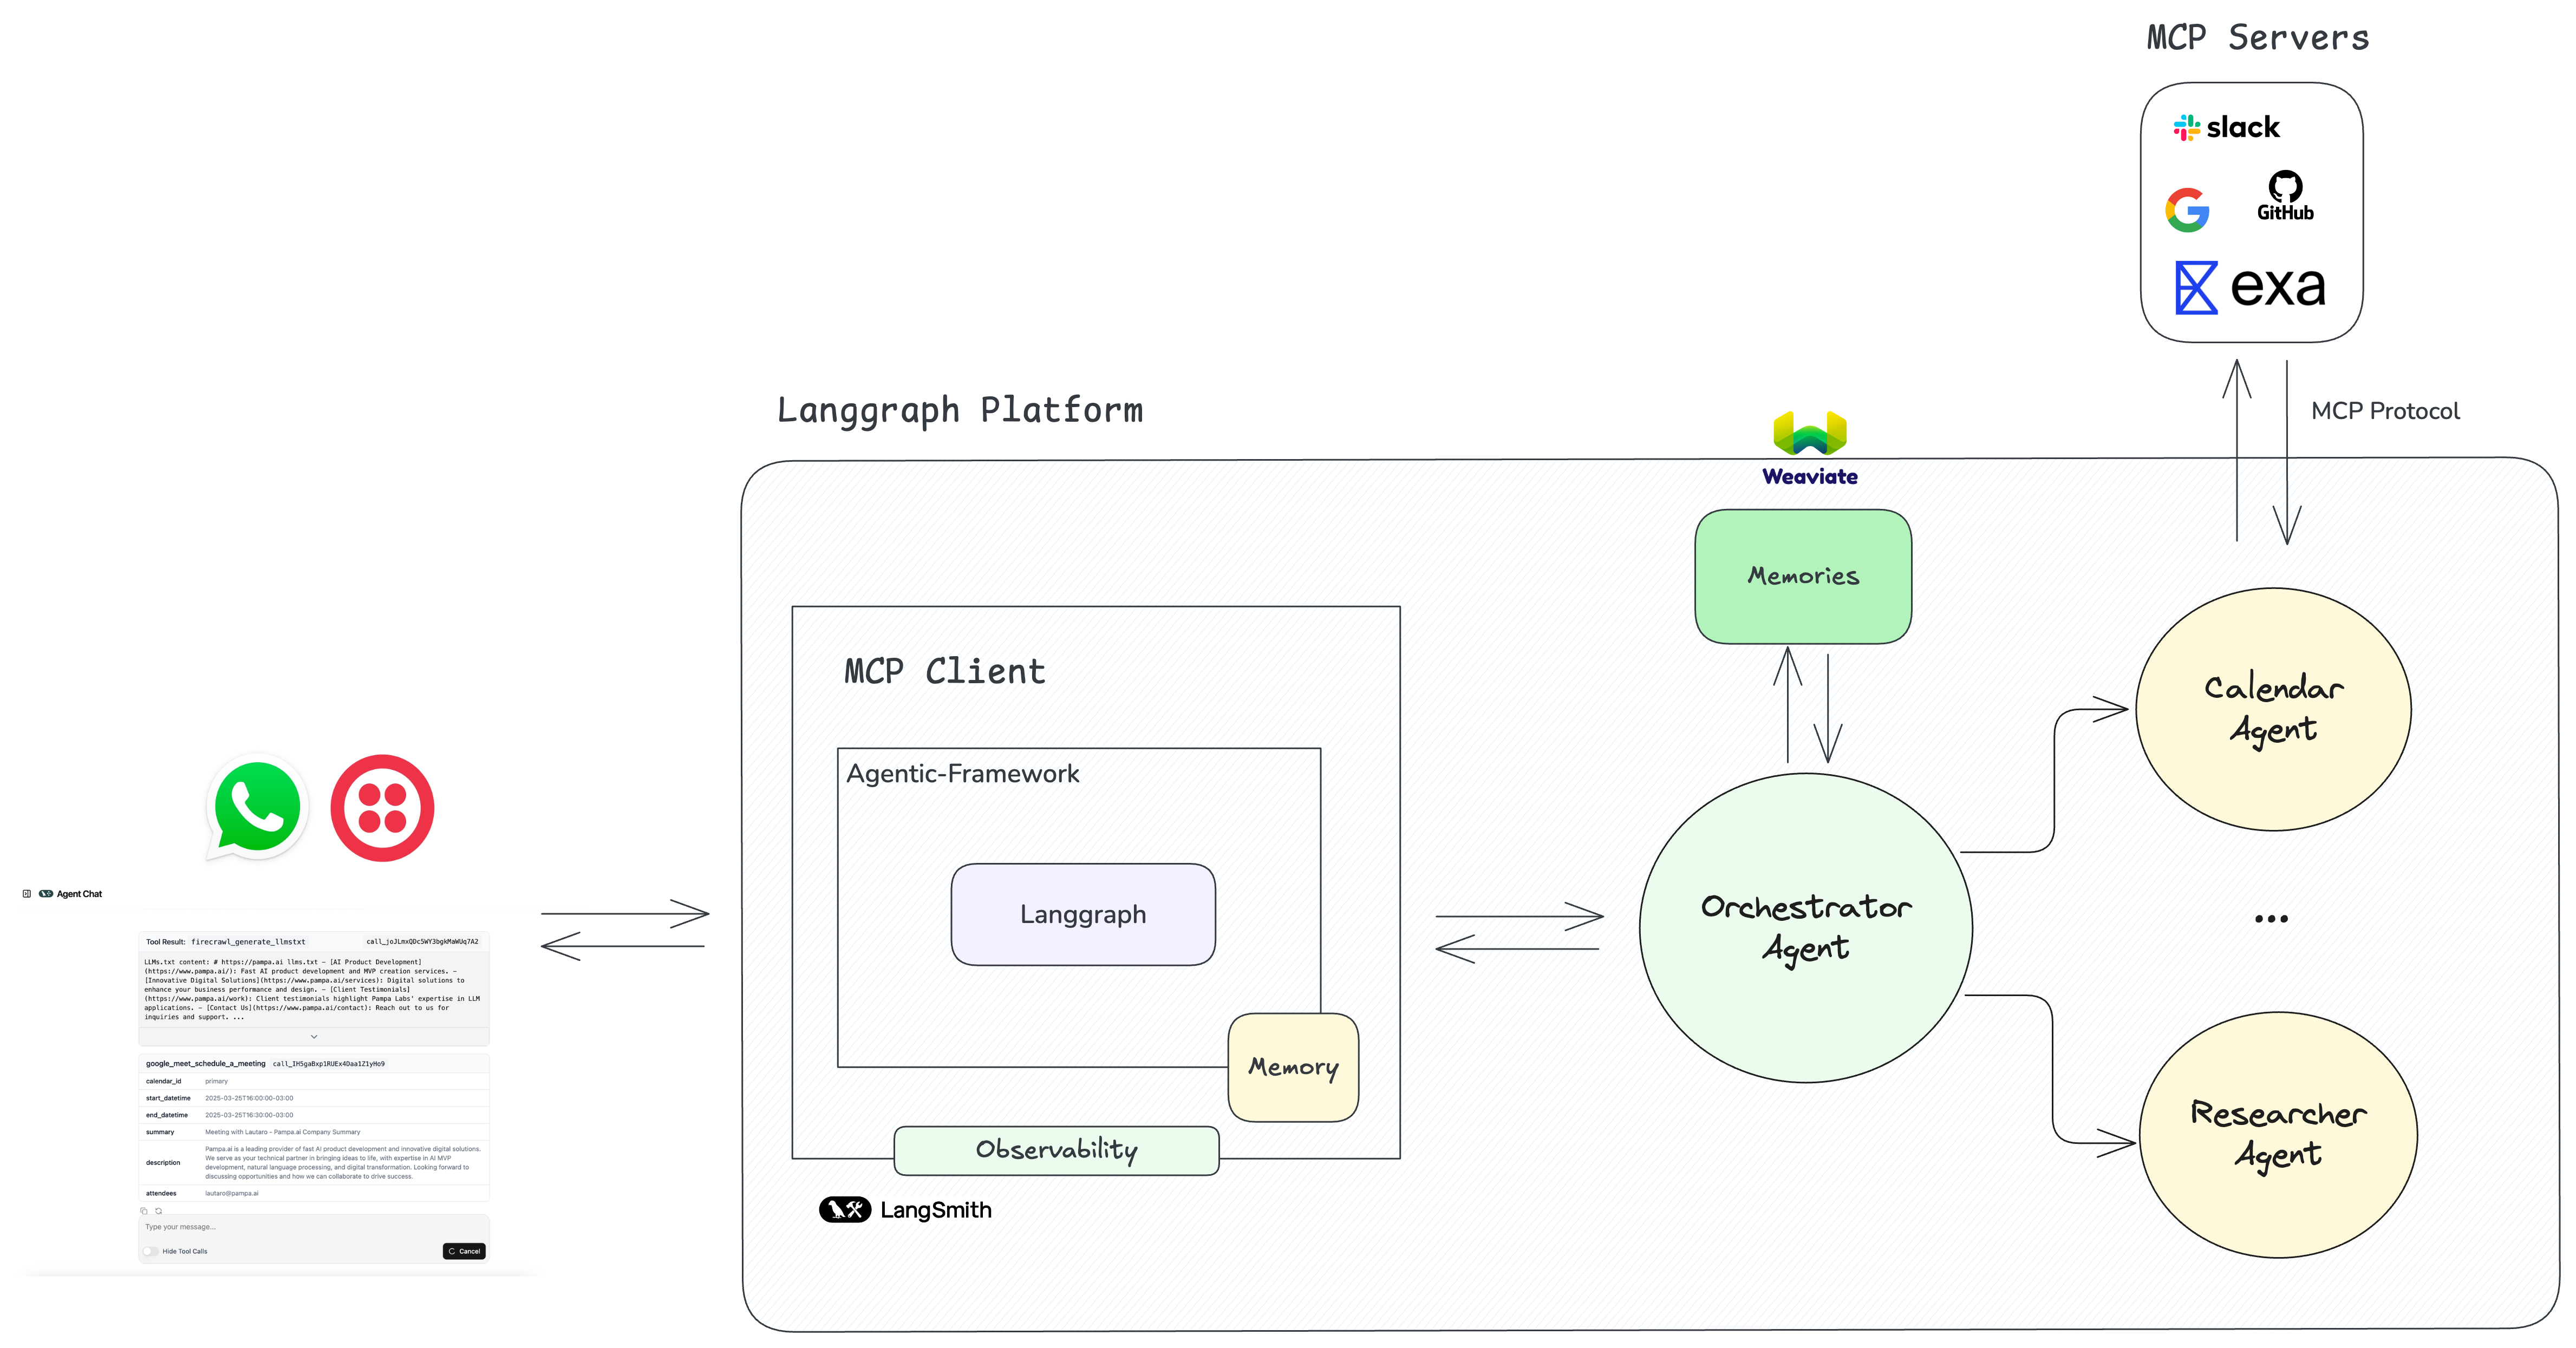 MCP Servers
slack
GitHub
exa
MCP Protocol
Langgraph Platform
Weaviate
Memories
MCP Client
Agentic-Framework
Langgraph
Memory
Observability
LangSmith
Orchestrator
Agent
Calendar
Agent
...
Researcher
Agent
Agent Chat
Tool Result: firecrawl_generate_llmstxt call_joJLmxQDc5WY3bgkMaWUq7A2
LLMs.txt content: # https://pampa.ai llms.txt - [AI Product Development]
(https://www.pampa.ai/): Fast AI product development and MVP creation services. -
[Innovative Digital Solutions](https://www.pampa.ai/services): Digital solutions to
enhance your business performance and design. - [Client Testimonials]
(https://www.pampa.ai/work): Client testimonials highlight Pampa Labs' expertise in LLM
applications. - [Contact Us](https://www.pampa.ai/contact): Reach out to us for
inquiries and support. ...
google_meet_schedule_a_meeting call_IHSgaBxp1RUEx4Daa1Z1yHo9
calendar_id primary
start_datetime 2025-03-25T16:00:00-03:00
end_datetime 2025-03-25T16:30:00-03:00
summary Meeting with Lautaro - Pampa.ai Company Summary
description Pampa.ai is a leading provider of fast AI product development and innovative digital solutions.
We serve as your technical partner in bringing ideas to life, with expertise in AI MVP
development, natural language processing, and digital transformation. Looking forward to
discussing opportunities and how we can collaborate to drive success.
attendees lautaro@pampa.ai
Type your message...
Hide Tool Calls
Cancel